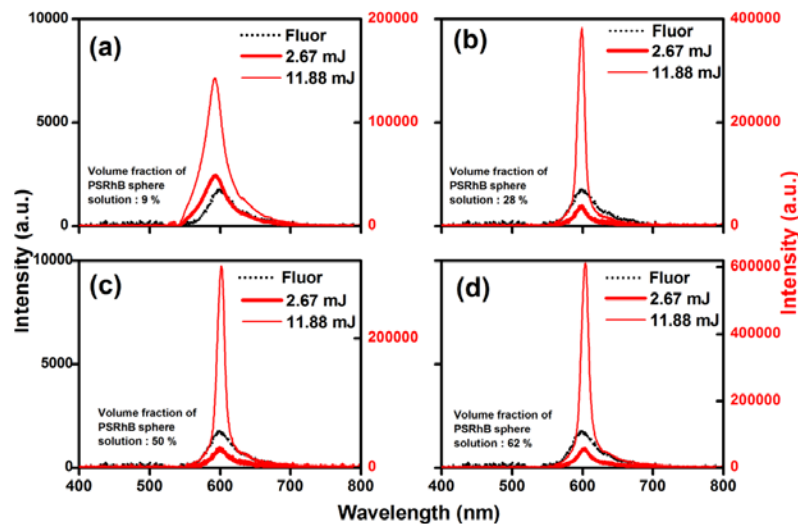 10000
200000
400000
(a)
Fluor
2.67 mJ
11.88 mJ
(b)
Fluor
2.67 mJ
11.88 mJ
5000
100000
200000
Volume fraction of
PSRhB sphere
solution : 9 %
Volume fraction of
PSRhB sphere
solution : 28 %
0
0
0
Intensity (a.u.)
Intensity (a.u.)
10000
600000
(c)
Fluor
2.67 mJ
11.88 mJ
(d)
Fluor
2.67 mJ
11.88 mJ
200000
400000
5000
200000
Volume fraction of
PSRhB sphere
solution : 50 %
Volume fraction of
PSRhB sphere
solution : 62 %
0
0
0
400 500 600 700 800 400 500 600 700 800
Wavelength (nm)